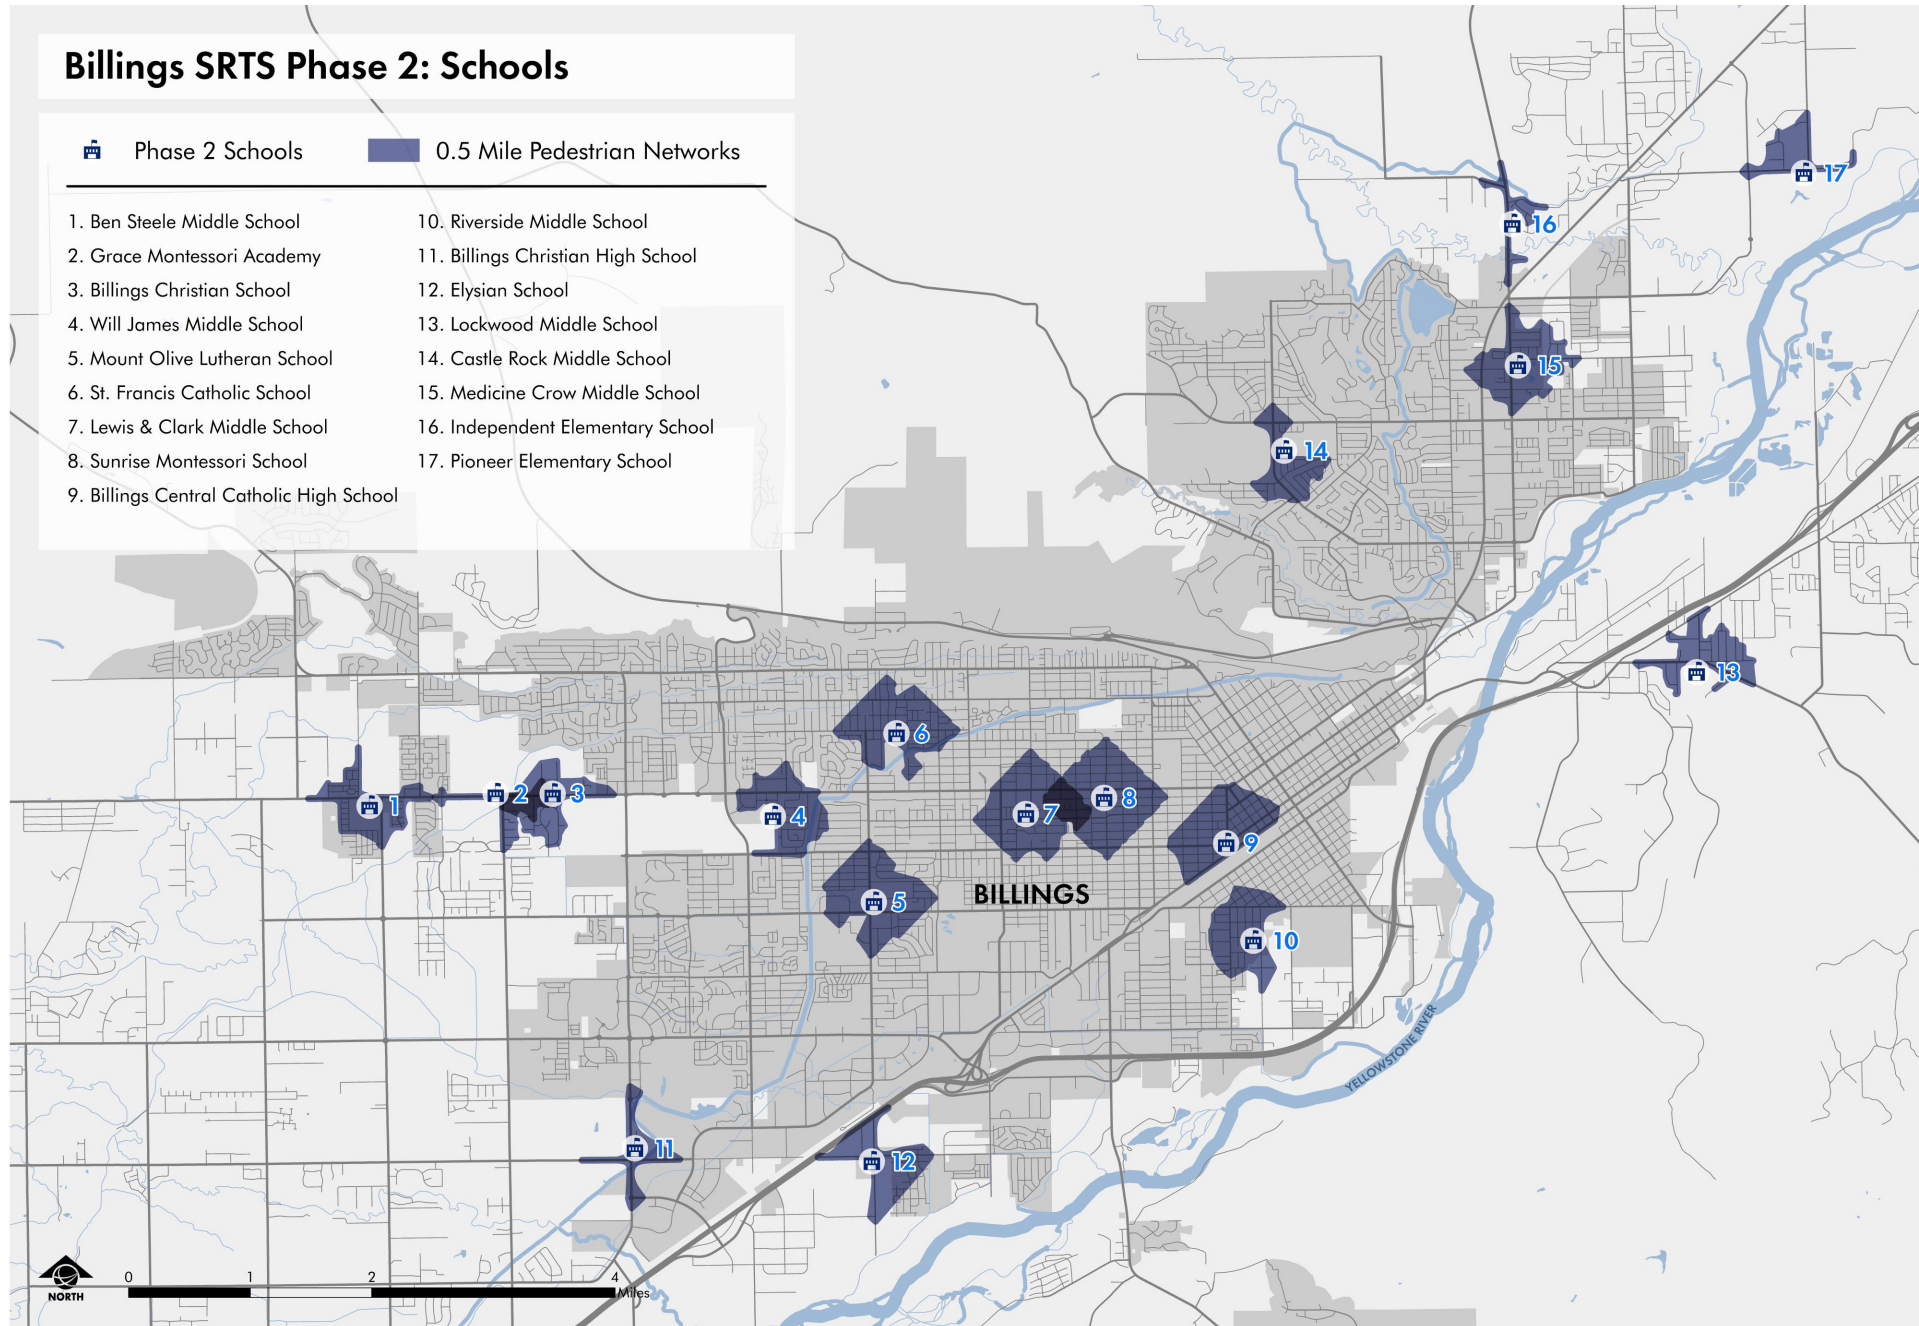 Billings SRTS Phase 2: Schools
Phase 2 Schools
0.5 Mile Pedestrian Networks
1. Ben Steele Middle School
2. Grace Montessori Academy
3. Billings Christian School
4. Will James Middle School
5. Mount Olive Lutheran School
6. St. Francis Catholic School
7. Lewis & Clark Middle School
8. Sunrise Montessori School
9. Billings Central Catholic High School
10. Riverside Middle School
11. Billings Christian High School
12. Elysian School
13. Lockwood Middle School
14. Castle Rock Middle School
15. Medicine Crow Middle School
16. Independent Elementary School
17. Pioneer Elementary School
17
16
15
14
13
6
1
2
3
4
7
8
9
5
BILLINGS
10
YELLOWSTONE RIVER
11
12
NORTH
0 1 2 4
Miles